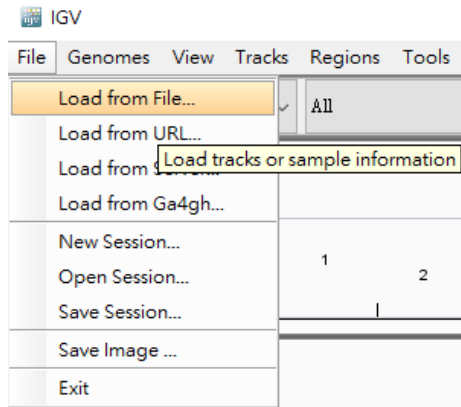 IGV
File Genomes View Tracks Regions Tools
Load from File...
All
Load from URL...
Load tracks or sample information
Load from
Load from Ga4gh...
New Session...
1
2
Open Session...
Save Session...
Save Image ...
Exit